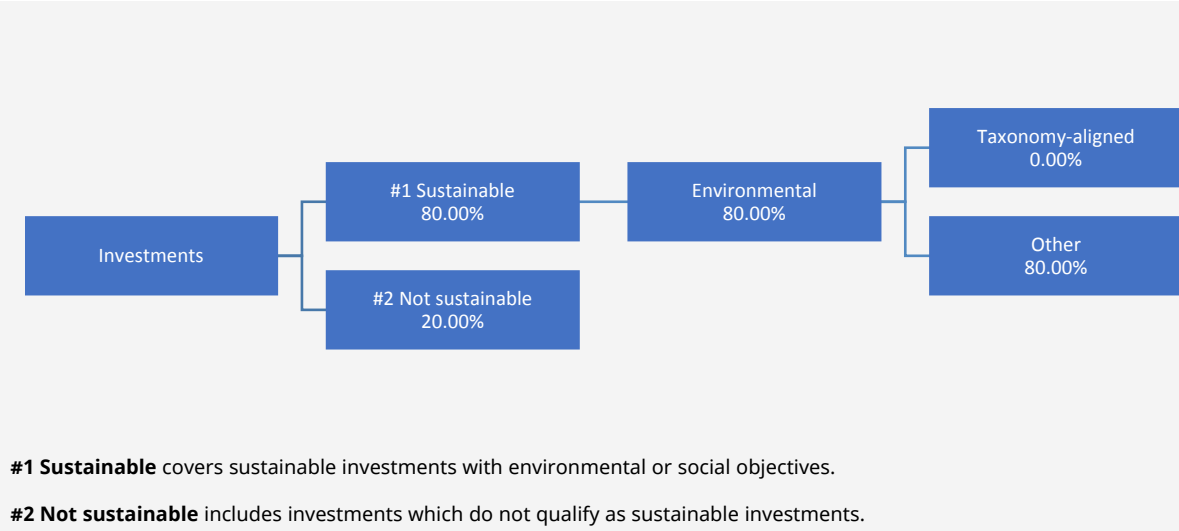 Investments
#1 Sustainable
80.00%
#2 Not sustainable
20.00%
Environmental
80.00%
Taxonomy-aligned
0.00%
Other
80.00%
#1 Sustainable covers sustainable investments with environmental or social objectives.
#2 Not sustainable includes investments which do not qualify as sustainable investments.